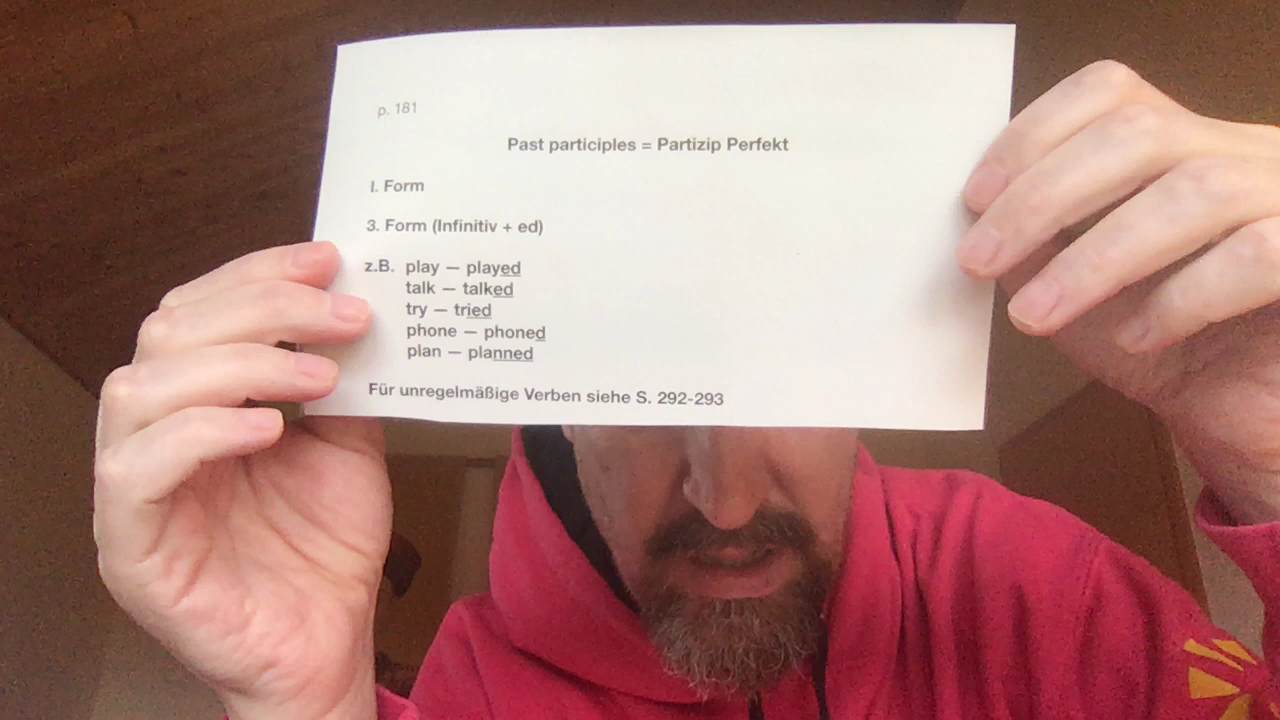 p. 181
Past participles = Partizip Perfekt
I. Form
3. Form (Infinitiv + ed)
z.B. play – played
talk – talked
try – tried
phone – phoned
plan – planned
Für unregelmäßige Verben siehe S. 292-293